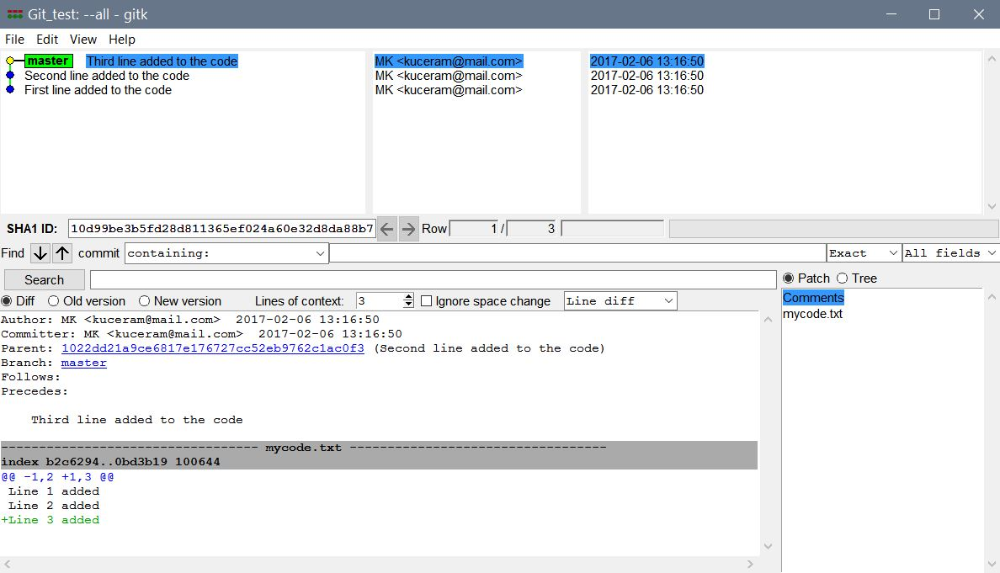 Git_test: --all - gitk
File Edit View Help
master Third line added to the code MK <kuceram@mail.com> 2017-02-06 13:16:50
Second line added to the code MK <kuceram@mail.com> 2017-02-06 13:16:50
First line added to the code MK <kuceram@mail.com> 2017-02-06 13:16:50
SHA1 ID: 10d99be3b5fd28d811365ef024a60e32d8da88b7 Row 1 / 3
Find commit containing: Exact All fields
Search Patch Tree
Diff Old version New version Lines of context: 3 Ignore space change Line diff
Comments
mycode.txt
Author: MK <kuceram@mail.com>  2017-02-06 13:16:50
Committer: MK <kuceram@mail.com>  2017-02-06 13:16:50
Parent: 1022dd21a9ce6817e176727cc52eb9762c1ac0f3 (Second line added to the code)
Branch: master
Follows:
Precedes:
Third line added to the code
---------------------------------- mycode.txt ----------------------------------
index b2c6294..0bd3b19 100644
@@ -1,2 +1,3 @@
Line 1 added
Line 2 added
+Line 3 added